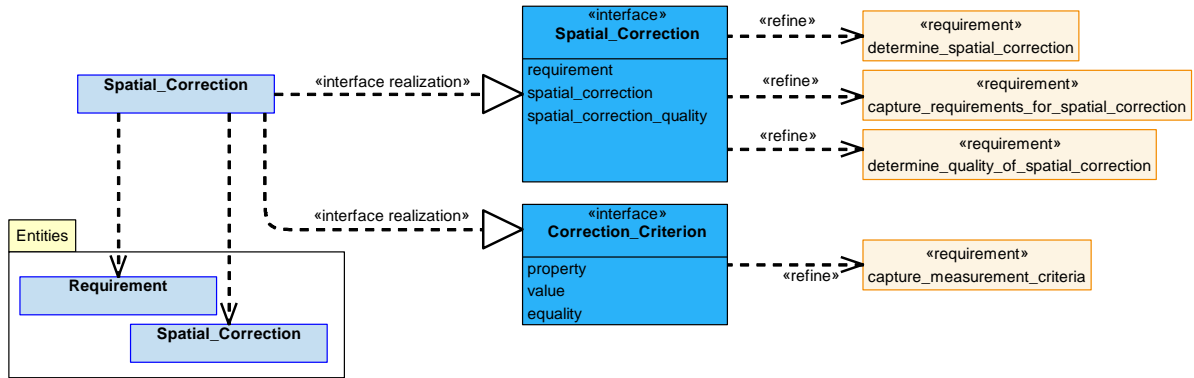 Spatial_Correction
«interface realization»
«interface»
Spatial_Correction
requirement
spatial_correction
spatial_correction_quality
«refine»
«requirement»
determine_spatial_correction
«refine»
«requirement»
capture_requirements_for_spatial_correction
«refine»
«requirement»
determine_quality_of_spatial_correction
«interface realization»
«interface»
Correction_Criterion
property
value
equality
«refine»
«requirement»
capture_measurement_criteria
Entities
Requirement
Spatial_Correction